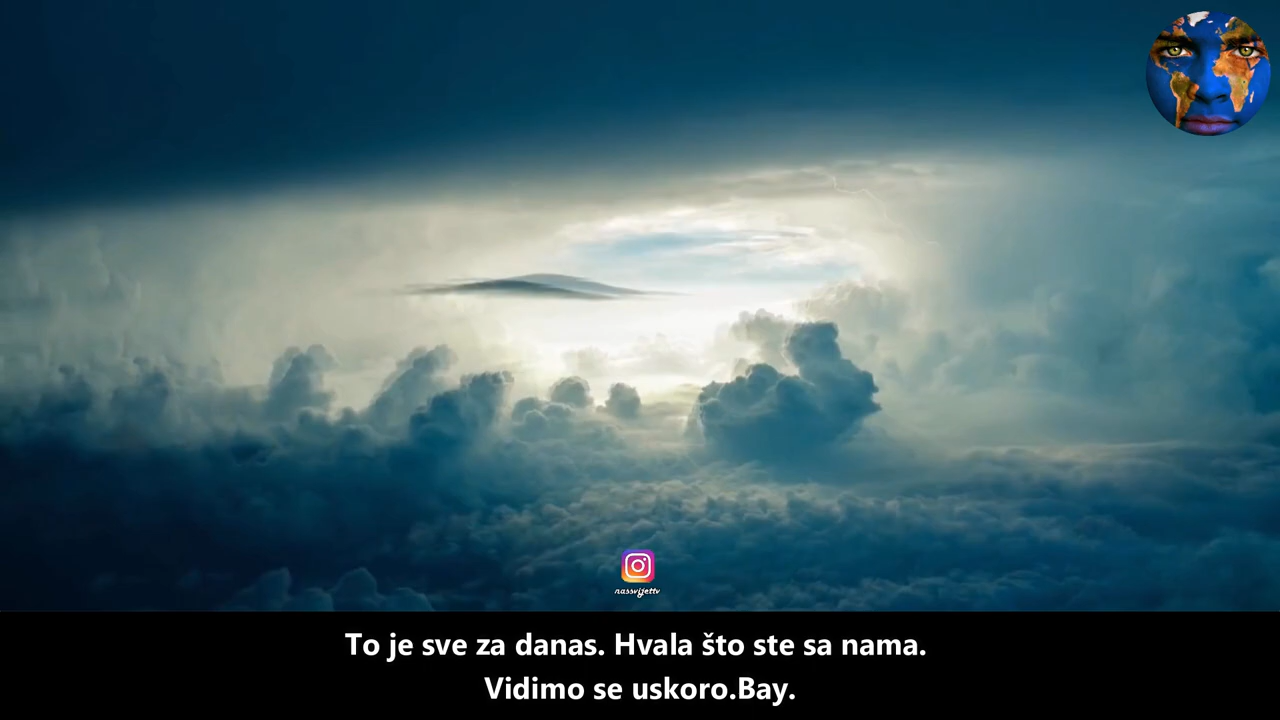 nassvijettv
To je sve za danas. Hvala što ste sa nama.
Vidimo se uskoro.Bay.